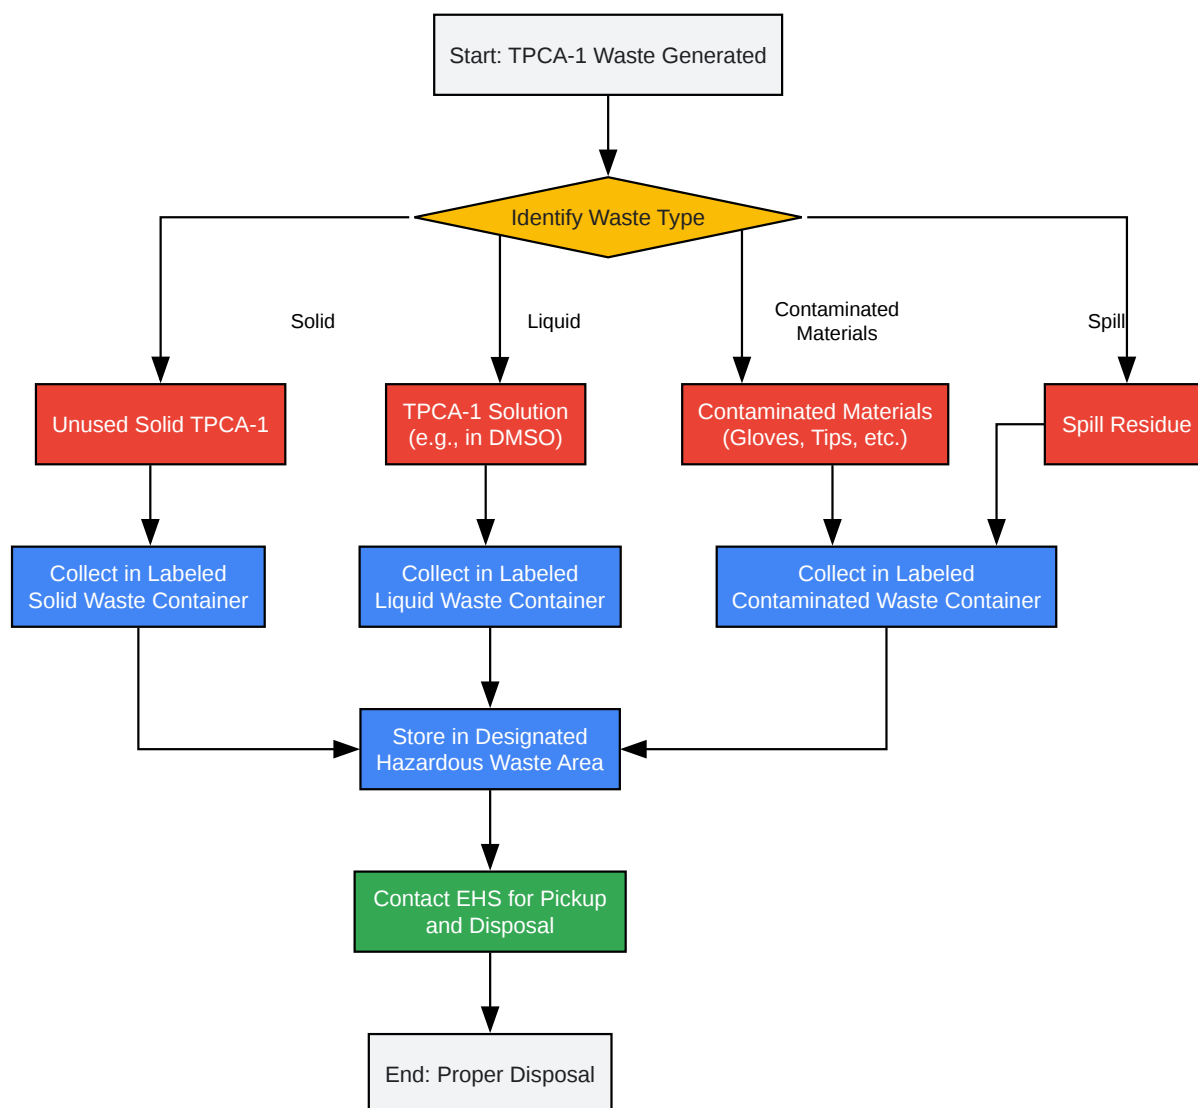 Start: TPCA-1 Waste Generated
Identify Waste Type
Solid
Liquid
Contaminated
Materials
Spill
Unused Solid TPCA-1
TPCA-1 Solution
(e.g., in DMSO)
Contaminated Materials
(Gloves, Tips, etc.)
Spill Residue
Collect in Labeled
Solid Waste Container
Collect in Labeled
Liquid Waste Container
Collect in Labeled
Contaminated Waste Container
Store in Designated
Hazardous Waste Area
Contact EHS for Pickup
and Disposal
End: Proper Disposal